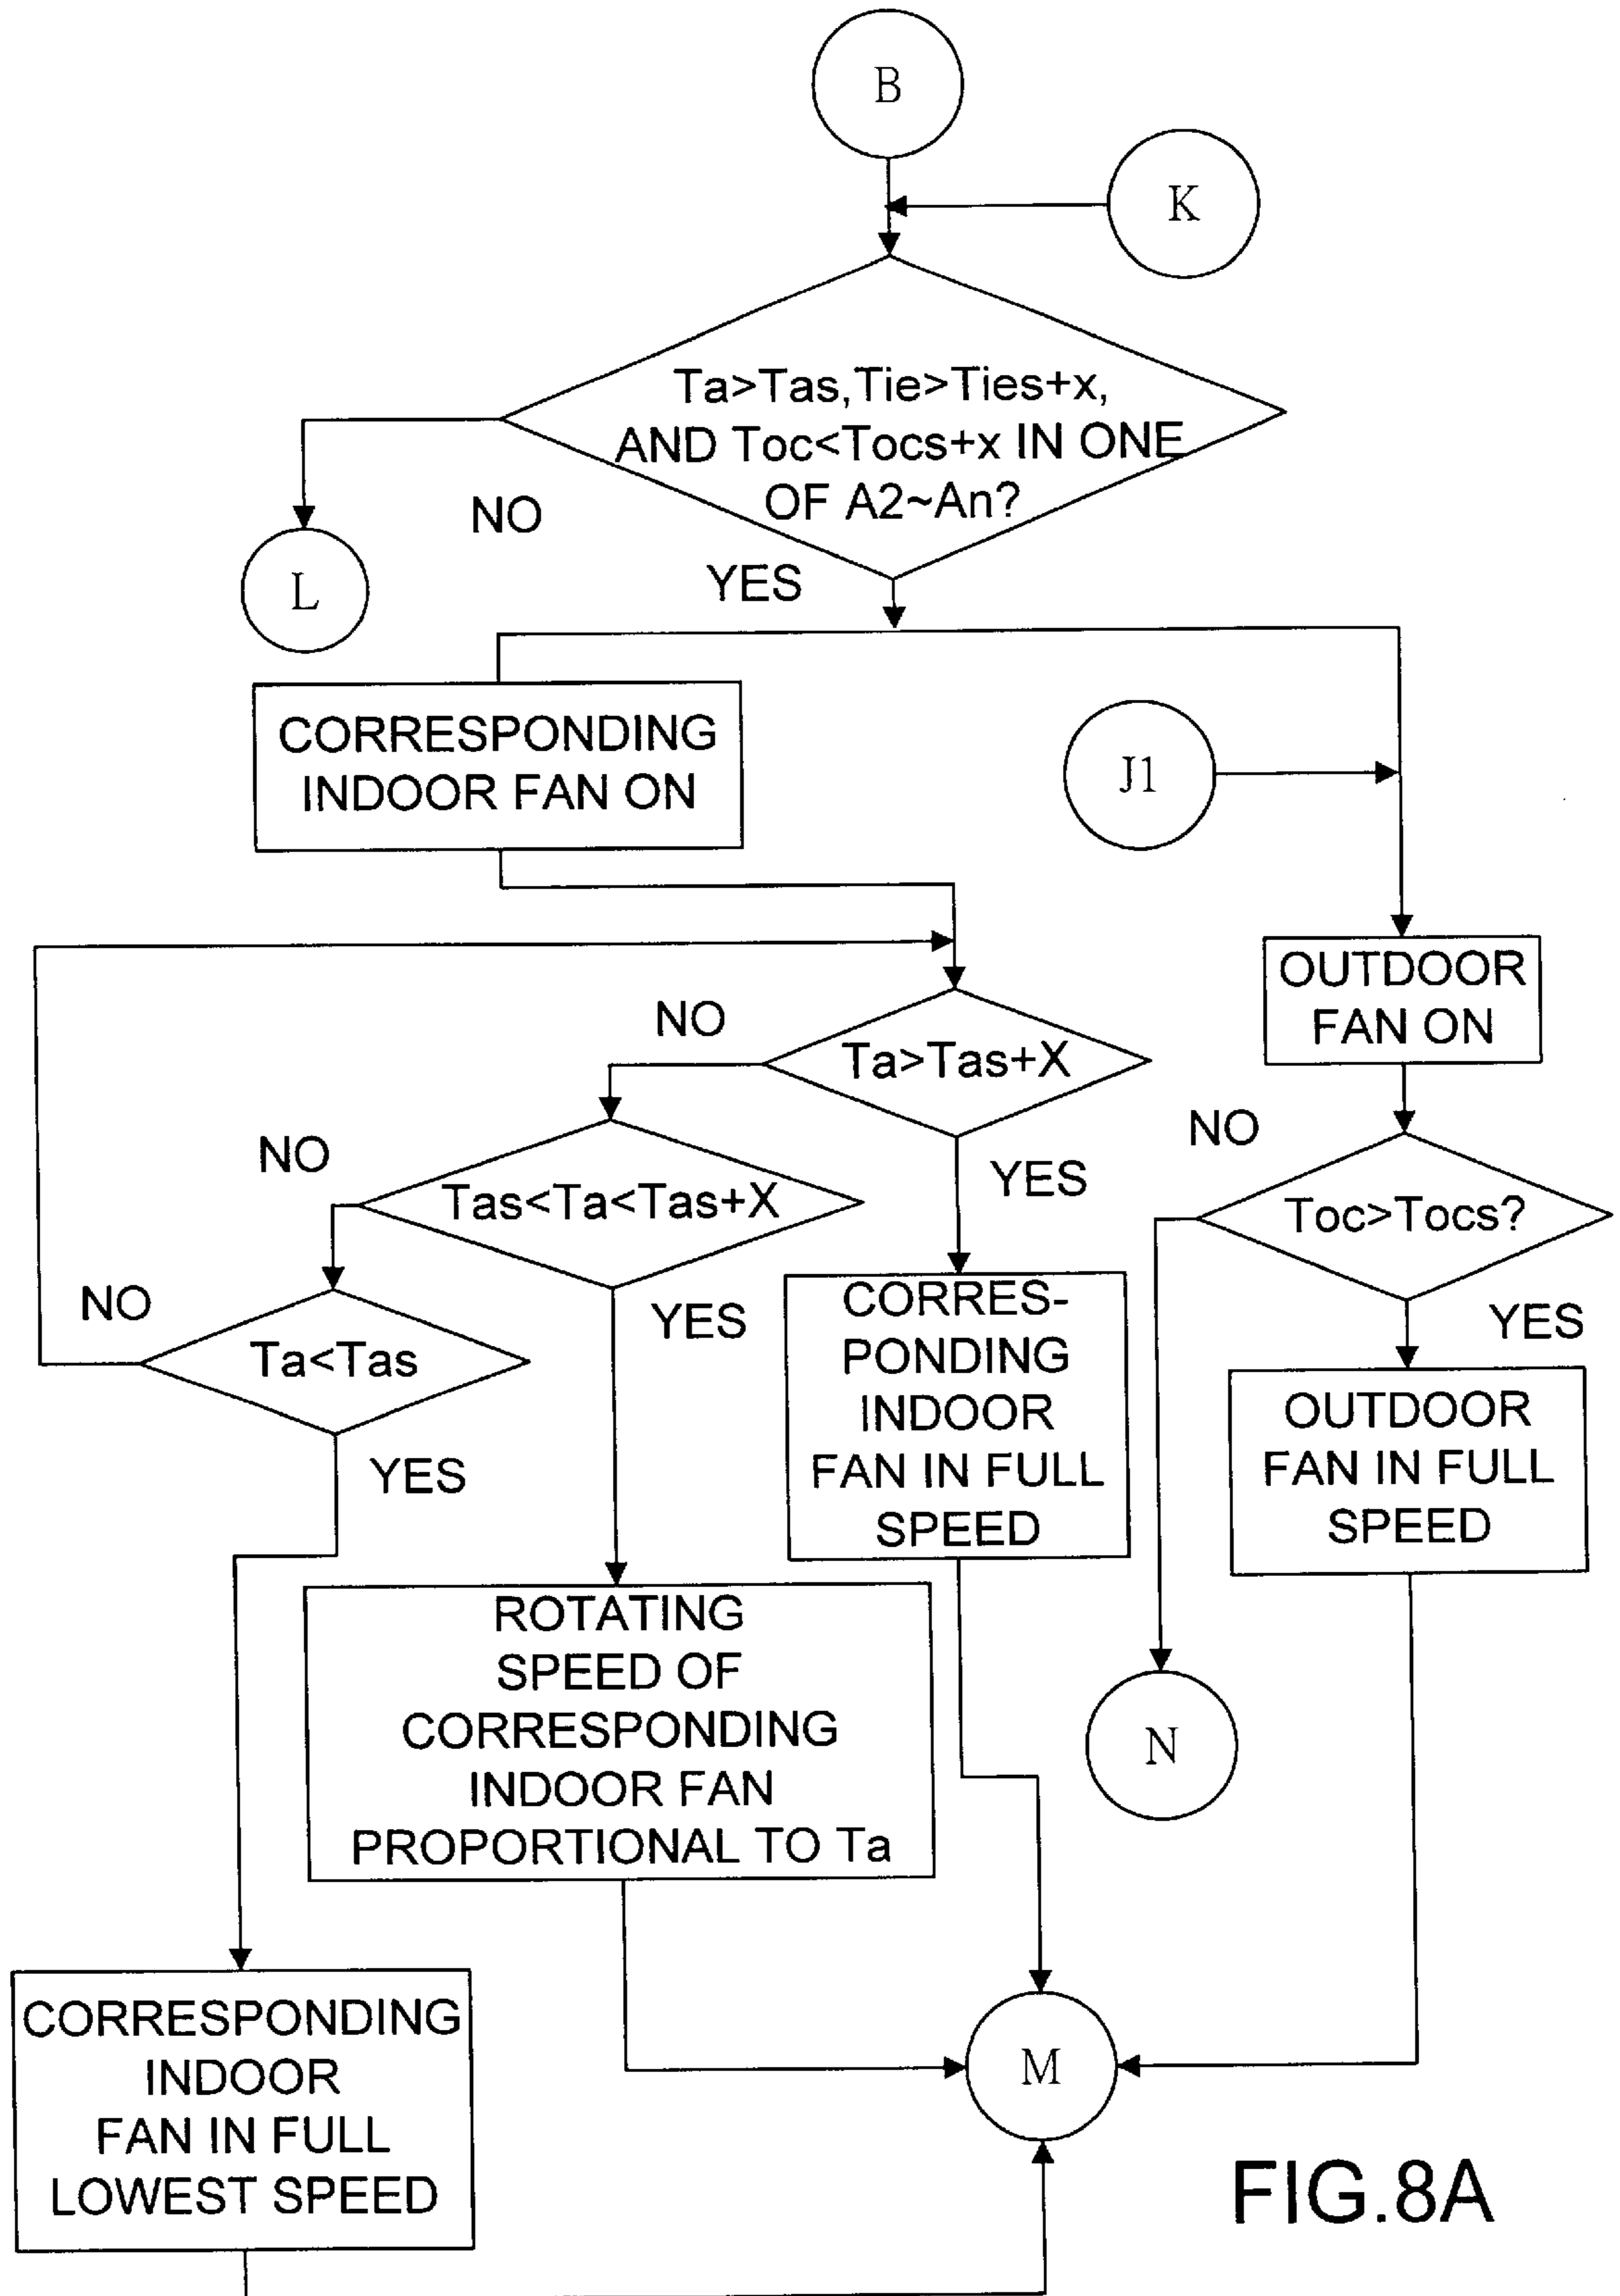 B
K
Ta>Tas,Tie>Ties+x,
AND Toc<Tocs+x IN ONE
OF A2~An?
NO
YES
L
CORRESPONDING
INDOOR FAN ON
J1
OUTDOOR
FAN ON
NO
Ta>Tas+X
YES
NO
Tas<Ta<Tas+X
YES
NO
Ta<Tas
YES
NO
Toc>Tocs?
YES
CORRES-
PONDING
INDOOR
FAN IN FULL
SPEED
OUTDOOR
FAN IN FULL
SPEED
ROTATING
SPEED OF
CORRESPONDING
INDOOR FAN
PROPORTIONAL TO Ta
N
CORRESPONDING
INDOOR
FAN IN FULL
LOWEST SPEED
M
FIG.8A